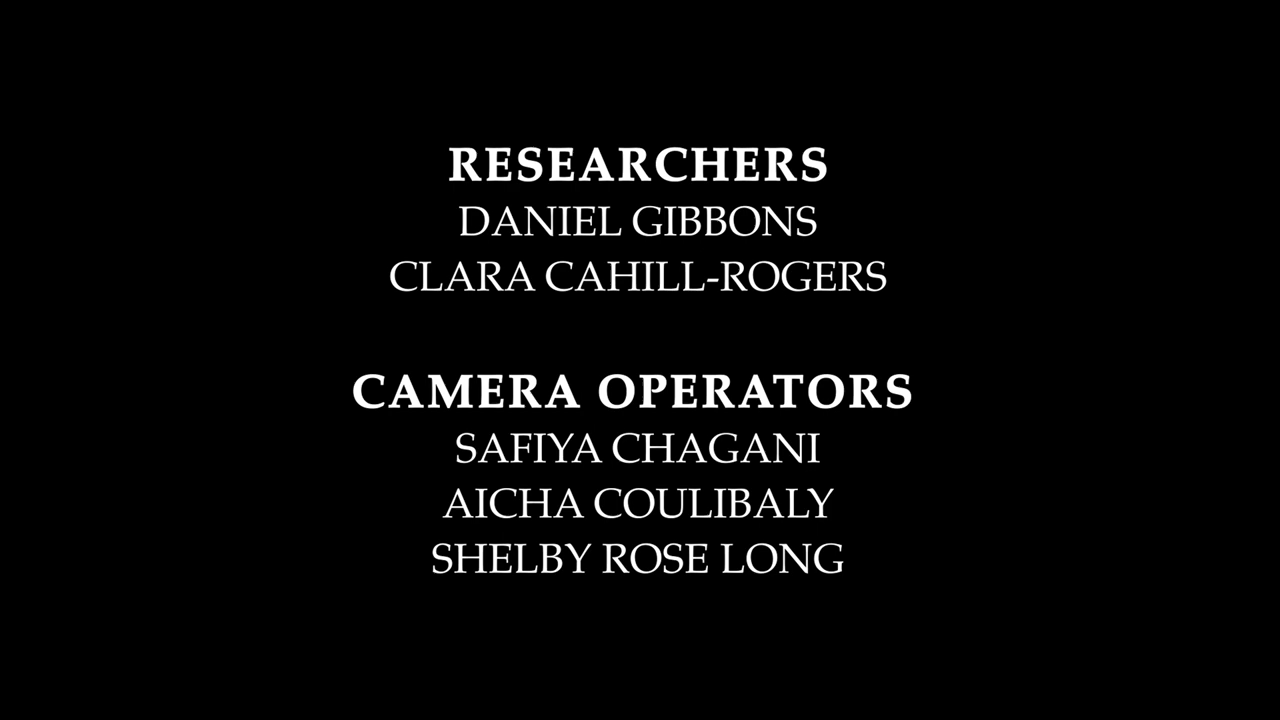 RESEARCHERS
DANIEL GIBBONS
CLARA CAHILL-ROGERS
CAMERA OPERATORS
SAFIYA CHAGANI
AICHA COULIBALY
SHELBY ROSE LONG